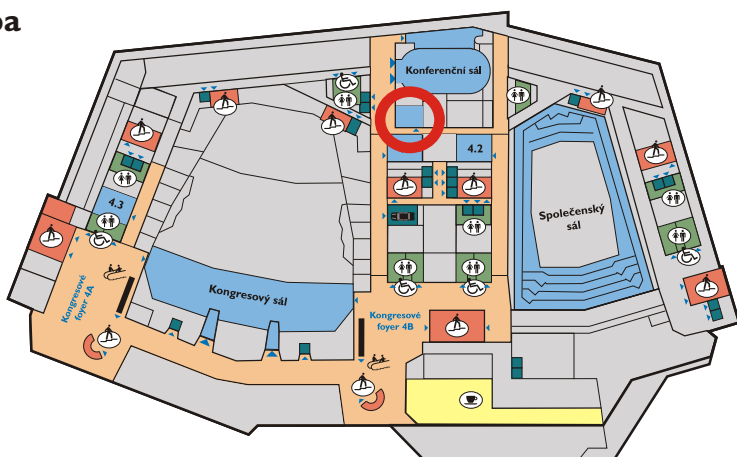 pa
Konferenční sál
4.2
4.3
Společenský
sál
Kongresový sál
Kongresové
foyer 4A
Kongresové
foyer 4B